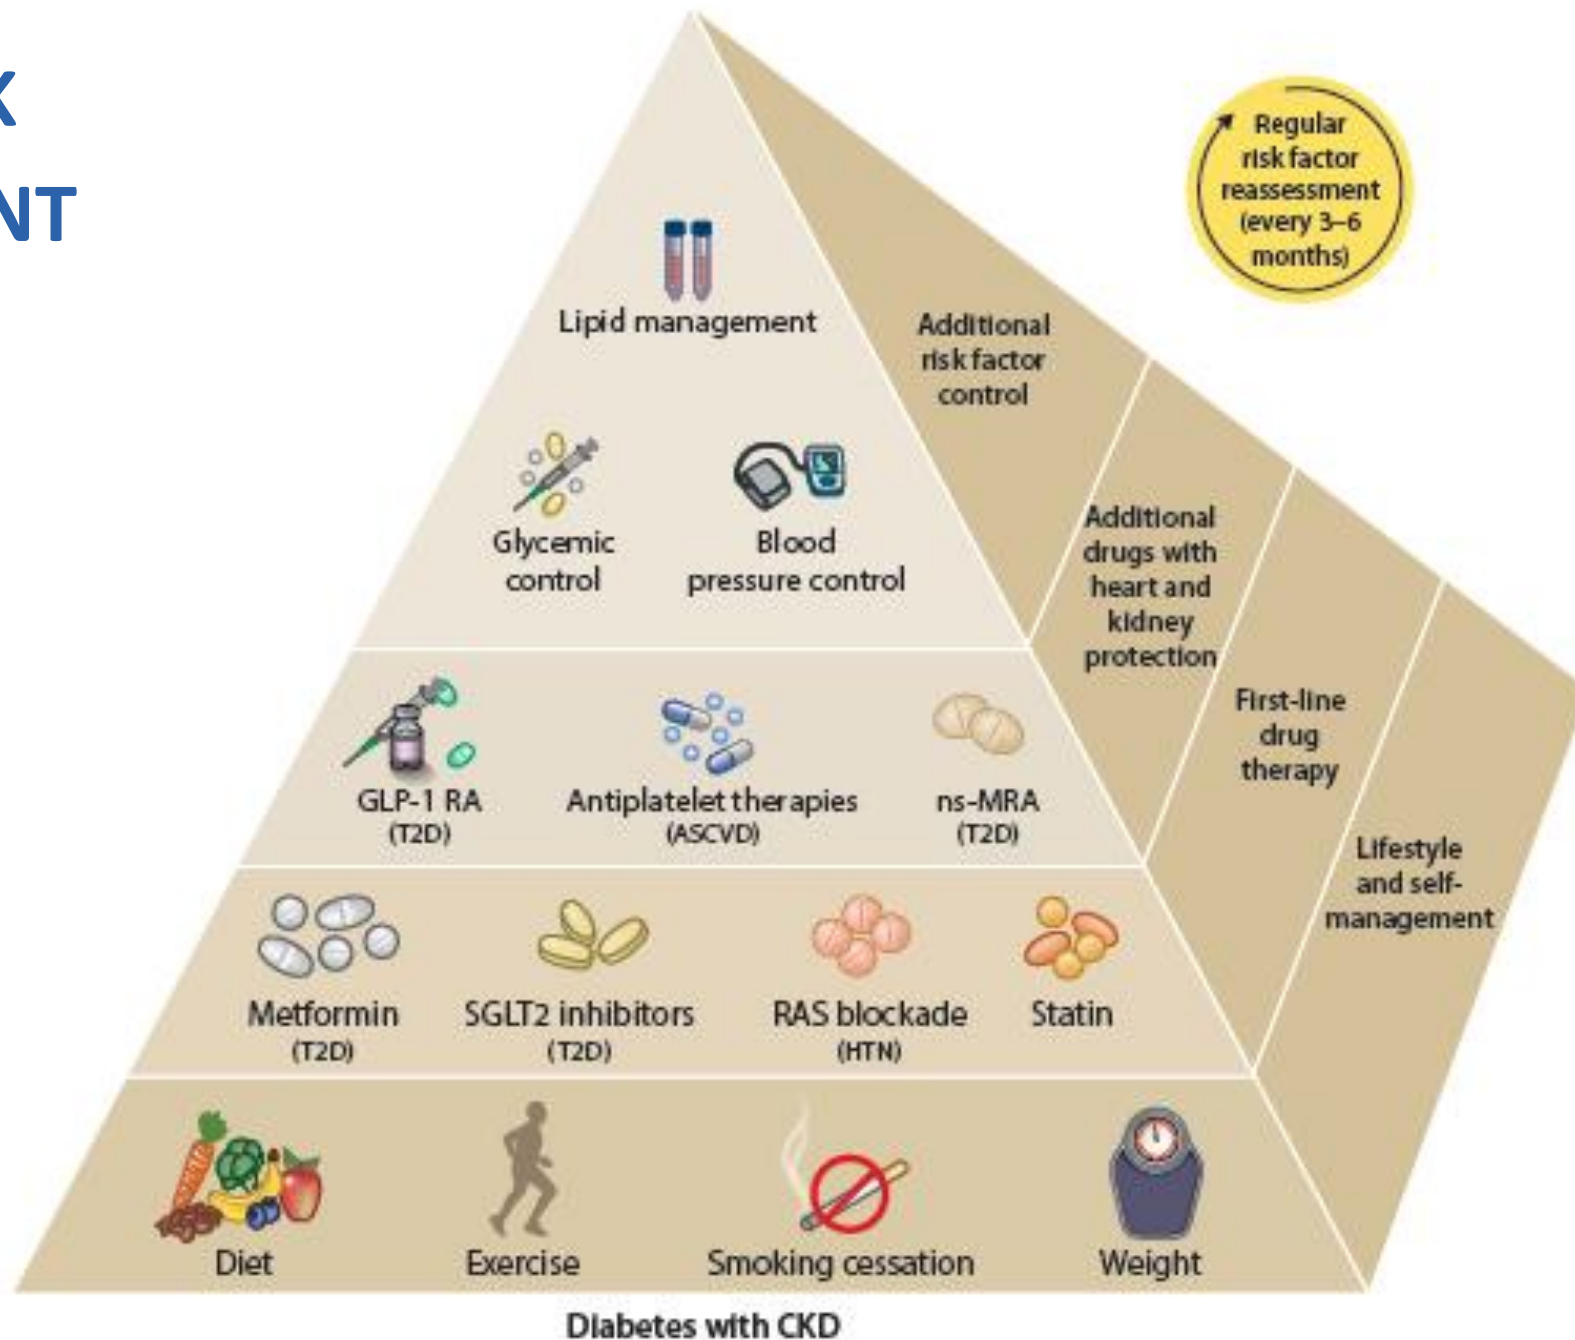 K
NT
Regular
risk factor
reassessment
(every 3–6
months)
Lipid management
Additional
risk factor
control
Glycemic
control
Blood
pressure control
Additional
drugs with
heart and
kidney
protection
GLP-1 RA
(T2D)
Antiplatelet therapies
(ASCVD)
ns-MRA
(T2D)
First-line
drug
therapy
Metformin
(T2D)
SGLT2 inhibitors
(T2D)
RAS blockade
(HTN)
Statin
Lifestyle
and self-
management
Diet
Exercise
Smoking cessation
Weight
Diabetes with CKD